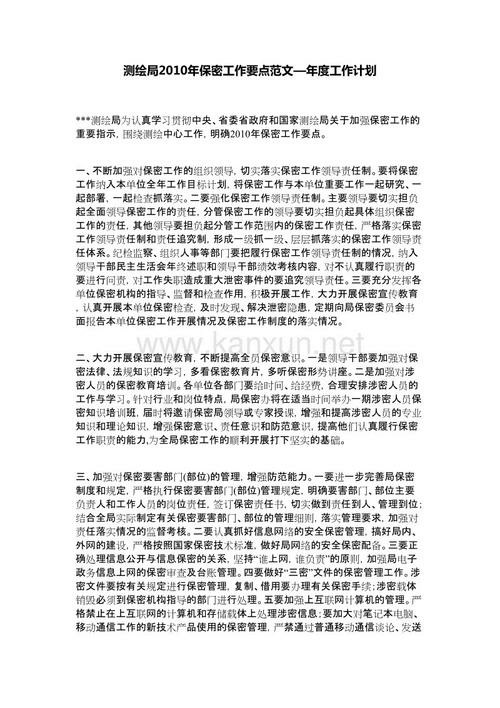 测绘局2010年保密工作要点范文—年度工作计划
***测绘局为认真学习贯彻中央、省委省政府和国家测绘局关于加强保密工作的
重要指示，围绕测绘中心工作，明确2010年保密工作要点。
一、不断加强对保密工作的组织领导，切实落实保密工作领导责任制。要将保密
工作纳入本单位全年工作目标计划，将保密工作与本单位重要工作一起研究、一
起部署，一起检查抓落实。二要强化保密工作领导责任制。主要领导要切实担负
起全面领导保密工作的责任，分管保密工作的领导要切实担负起具体组织保密工
作的责任，其他领导要担负起分管工作范围内的保密工作责任，严格落实保密工
作领导责任制和责任追究制，形成一级抓一级、层层抓落实的保密工作领导责
任体系。纪检监察、组织人事等部门要把履行保密工作领导责任制的情况，纳入
领导干部民主生活会年终述职和领导干部绩效考核内容，对不认真履行职责的
要进行问责，对工作失职造成重大泄密事件的要追究领导责任。三要充分发挥各
单位保密机构的指导、监督和检查作用，积极开展工作，大力开展保密宣传教育
，认真开展本单位保密检查，及时发现、解决泄密隐患，定期向局保密委员会书
面报告本单位保密工作开展情况及保密工作制度的落实情况。
www.kanxun.net
二、大力开展保密宣传教育，不断提高全员保密意识。一是领导干部要加强对保
密法律、法规知识的学习，多看保密教育片，多听保密形势讲座。二是加强对涉
密人员的保密教育培训。各单位各部门要给时间、给经费，合理安排涉密人员的
工作与学习。针对行业和岗位特点，局保密办将在适当时间举办一期涉密人员保
密知识培训班，届时将邀请保密局领导或专家授课，增强和提高涉密人员的专业
知识和理论知识，增强保密意识、责任意识和防范意识，提高他们认真履行保密
工作职责的能力,为全局保密工作的顺利开展打下坚实的基础。
三、加强对保密要害部门(部位)的管理，增强防范能力。一要进一步完善局保密
制度和规定，严格执行保密要害部门(部位)管理规定，明确要害部门、部位主要
负责人和工作人员的岗位责任，签订保密责任书，切实做到责任到人、管理到位;
结合全局实际制定有关保密要害部门、部位的管理细则，落实管理要求，加强对
责任落实情况的监督考核。二要认真抓好信息网络的安全保密管理，搞好局内、
外网的建设，严格按照国家保密技术标准，做好局网络的安全保密配备。三要正
确处理信息公开与信息保密的关系，坚持“谁上网，谁负责”的原则，加强局电子
政务信息上网的保密审查及台账管理。四要做好“三密”文件的保密管理工作。涉
密文件要按有关规定进行保密管理，复制、借用要办理有关保密手续;涉密载体
销毁必须到保密机构指导的部门进行处理。五要加强上互联网计算机的管理。严
格禁止在上互联网的计算机和存储载体上处理涉密信息;要加大对笔记本电脑、
移动通信工作的新技术产品使用的保密管理，严禁通过普通移动通信谈论、发送